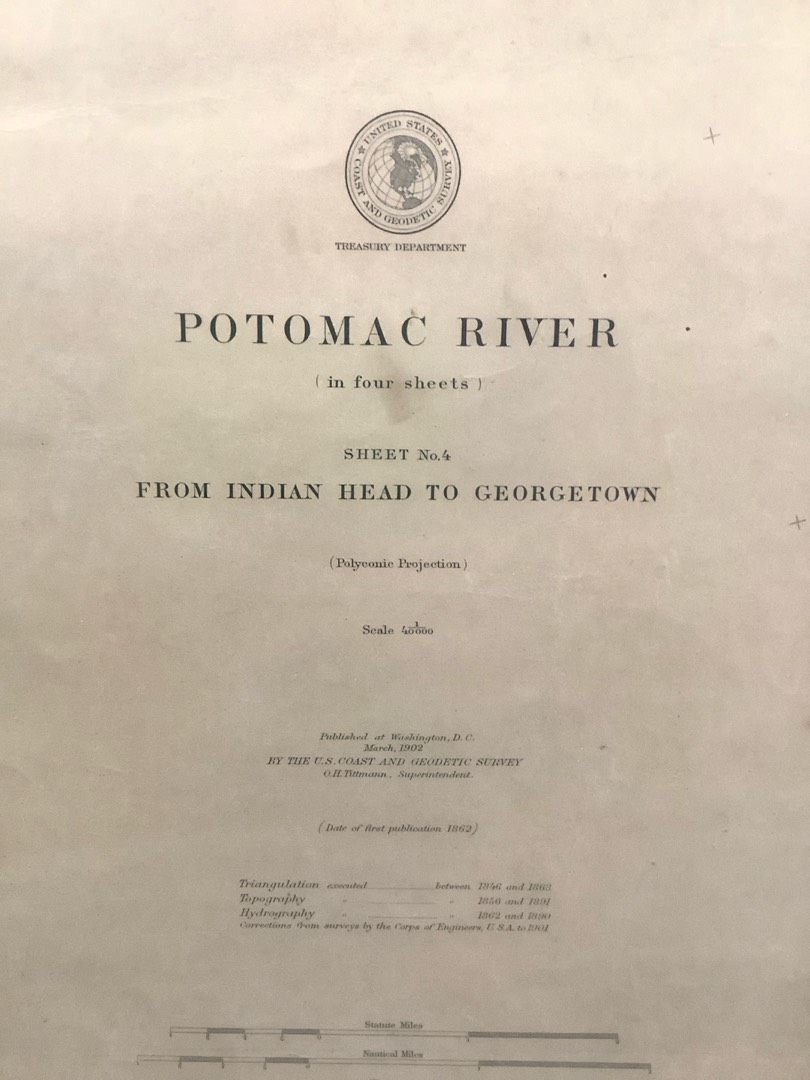 ★ UNITED STATES ★
COAST AND GEODETIC SURVEY
TREASURY DEPARTMENT
POTOMAC RIVER
( in four sheets )
SHEET No.4
FROM INDIAN HEAD TO GEORGETOWN
(Polyconic Projection)
Scale 1/40000
Published at Washington, D. C.
March, 1902
BY THE U.S. COAST AND GEODETIC SURVEY
O.H. Tittmann, Superintendent.
(Date of first publication 1862)
Triangulation executed between 1846 and 1863
Topography " " 1856 and 1891
Hydrography " " 1862 and 1890
Corrections from surveys by the Corps of Engineers, U.S.A. to 1901
Statute Miles
Nautical Miles